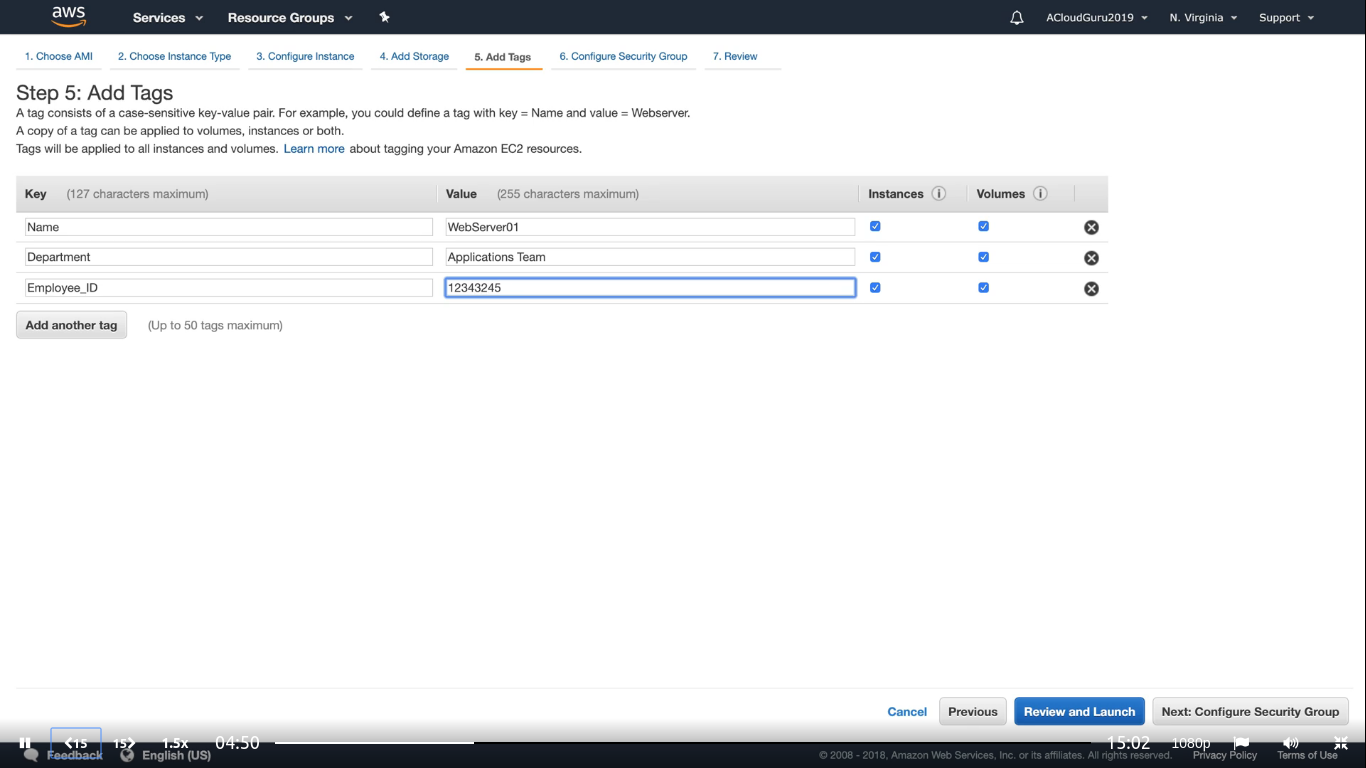 aws Services Resource Groups ACloudGuru2019 N. Virginia Support
1. Choose AMI 2. Choose Instance Type 3. Configure Instance 4. Add Storage 5. Add Tags 6. Configure Security Group 7. Review
Step 5: Add Tags
A tag consists of a case-sensitive key-value pair. For example, you could define a tag with key = Name and value = Webserver.
A copy of a tag can be applied to volumes, instances or both.
Tags will be applied to all instances and volumes. Learn more about tagging your Amazon EC2 resources.
Key (127 characters maximum) Value (255 characters maximum) Instances i Volumes i
Name WebServer01
Department Applications Team
Employee_ID 12343245
Add another tag (Up to 50 tags maximum)
Cancel Previous Review and Launch Next: Configure Security Group
15 15 1.5x 04:50 15:02 1080p
Feedback English (US) © 2008 - 2018, Amazon Web Services, Inc. or its affiliates. All rights reserved. Privacy Policy Terms of Use